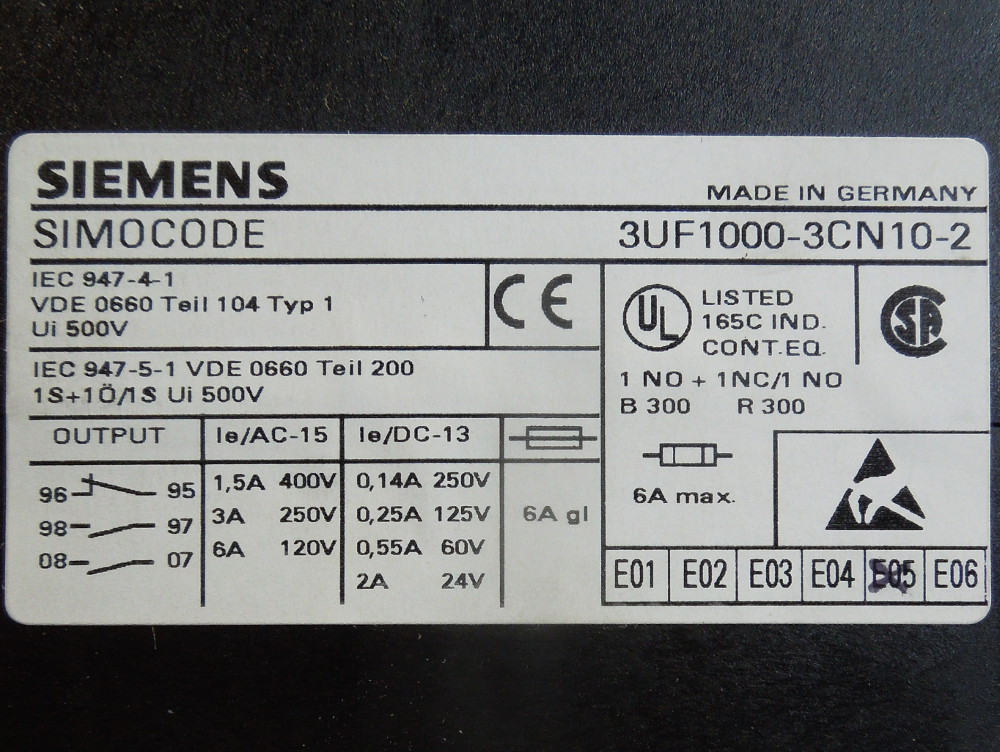 SIEMENS
MADE IN GERMANY
SIMOCODE
3UF1000-3CN10-2
IEC 947-4-1
VDE 0660 Teil 104 Typ 1
Ui 500V
CE
IEC 947-5-1 VDE 0660 Teil 200
1S+1Ö/1S Ui 500V
UL
LISTED
165C IND.
CONT.EQ.
SA
1 NO + 1NC/1 NO
B 300 R 300
OUTPUT
Ie/AC-15
Ie/DC-13
96 95
98 97
08 07
1,5A 400V
3A 250V
6A 120V
0,14A 250V
0,25A 125V
0,55A 60V
2A 24V
6A gl
6A max.
E01 E02 E03 E04 E05 E06